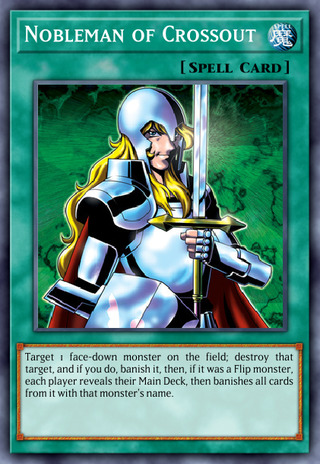 Nobleman of Crossout
魔
[Spell Card]
Target 1 face-down monster on the field; destroy that
target, and if you do, banish it, then, if it was a Flip monster,
each player reveals their Main Deck, then banishes all cards
from it with that monster's name.